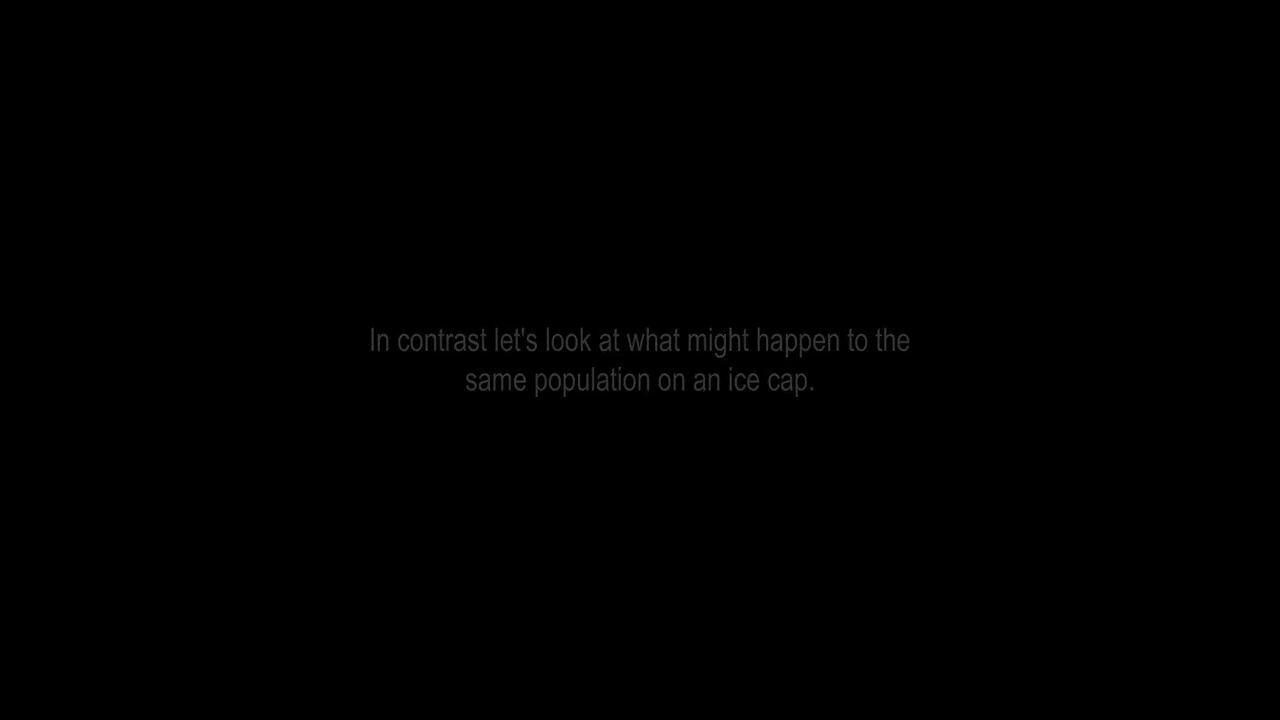 In contrast let's look at what might happen to the
same population on an ice cap.